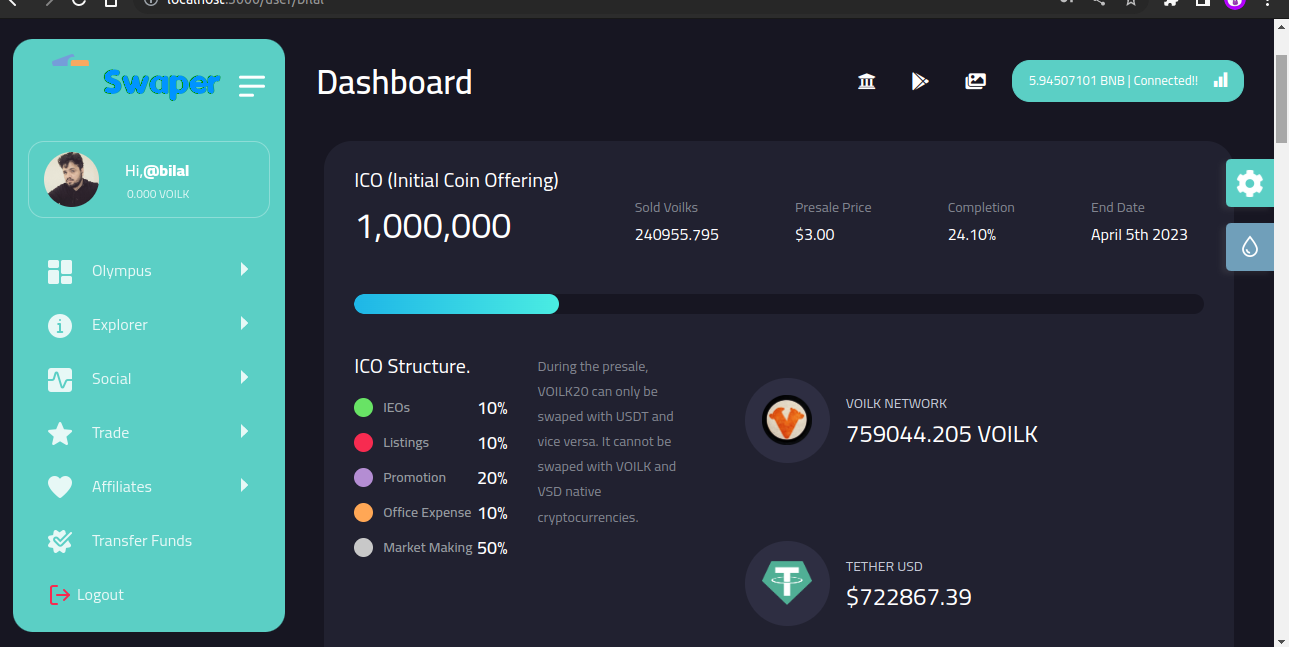 localhost:3000/user/bilal
Swaper
Dashboard
5.94507101 BNB | Connected!!
Hi,@bilal
0.000 VOILK
Olympus
Explorer
Social
Trade
Affiliates
Transfer Funds
Logout
ICO (Initial Coin Offering)
1,000,000
Sold Voilks
240955.795
Presale Price
$3.00
Completion
24.10%
End Date
April 5th 2023
ICO Structure.
IEOs 10%
Listings 10%
Promotion 20%
Office Expense 10%
Market Making 50%
During the presale,
VOILK20 can only be
swaped with USDT and
vice versa. It cannot be
swaped with VOILK and
VSD native
cryptocurrencies.
VOILK NETWORK
759044.205 VOILK
TETHER USD
$722867.39